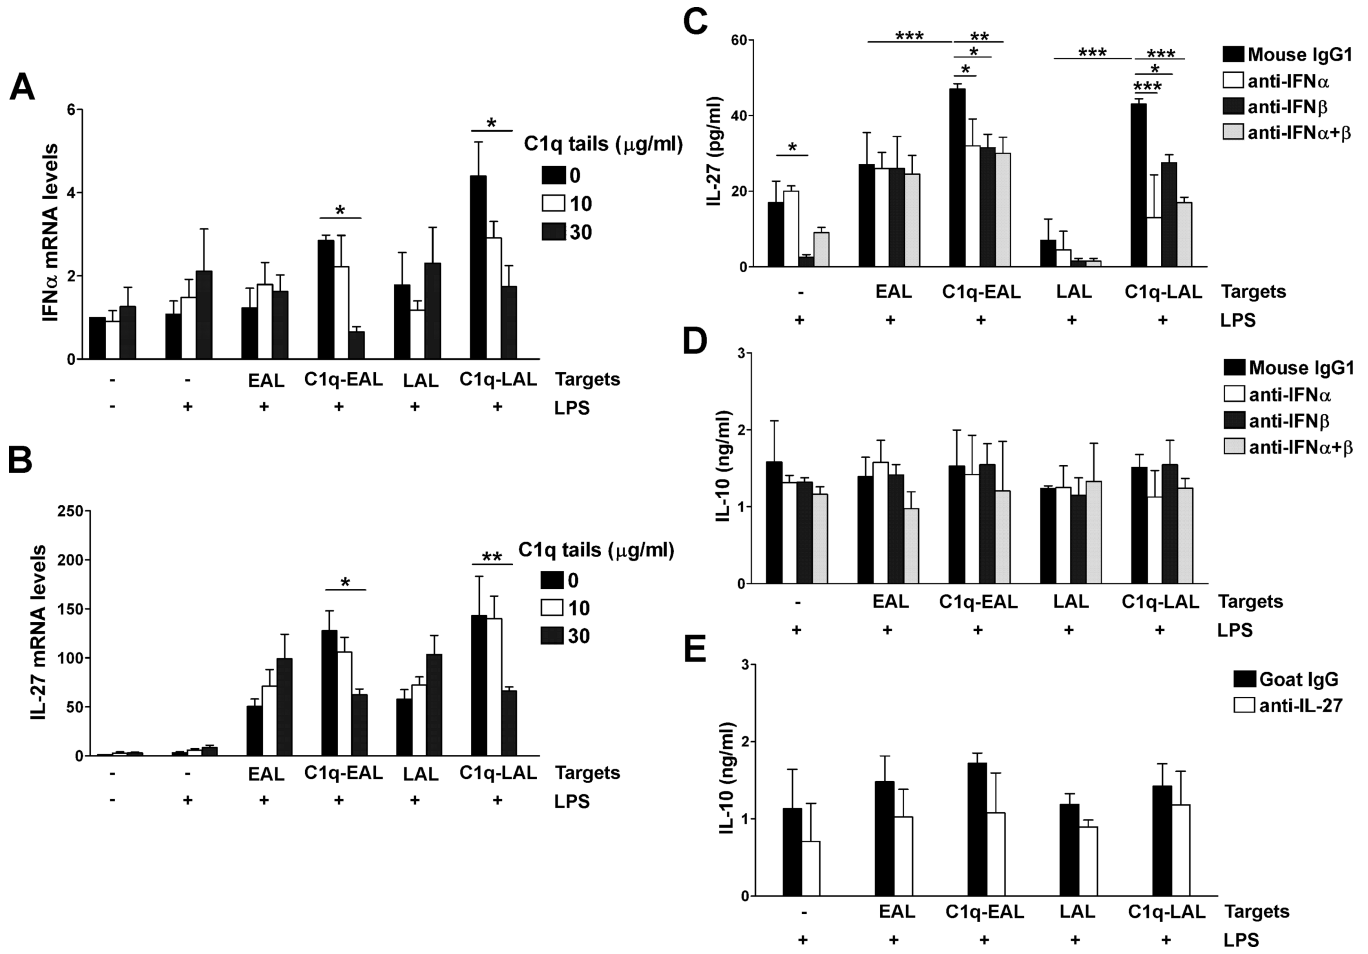 A
IFNα mRNA levels
6
4
2
0
*
*
C1q tails (μg/ml)
0
10
30
- - EAL C1q-EAL LAL C1q-LAL Targets
- + + + + + LPS
B
IL-27 mRNA levels
250
200
150
100
50
0
*
**
C1q tails (μg/ml)
0
10
30
- - EAL C1q-EAL LAL C1q-LAL Targets
- + + + + + LPS
C
IL-27 (pg/ml)
60
40
20
0
*
*** **
*
*
*** ***
*
***
Mouse IgG1
anti-IFNα
anti-IFNβ
anti-IFNα+β
- EAL C1q-EAL LAL C1q-LAL Targets
+ + + + + LPS
D
IL-10 (ng/ml)
3
2
1
0
Mouse IgG1
anti-IFNα
anti-IFNβ
anti-IFNα+β
- EAL C1q-EAL LAL C1q-LAL Targets
+ + + + + LPS
E
IL-10 (ng/ml)
3
2
1
0
Goat IgG
anti-IL-27
- EAL C1q-EAL LAL C1q-LAL Targets
+ + + + + LPS